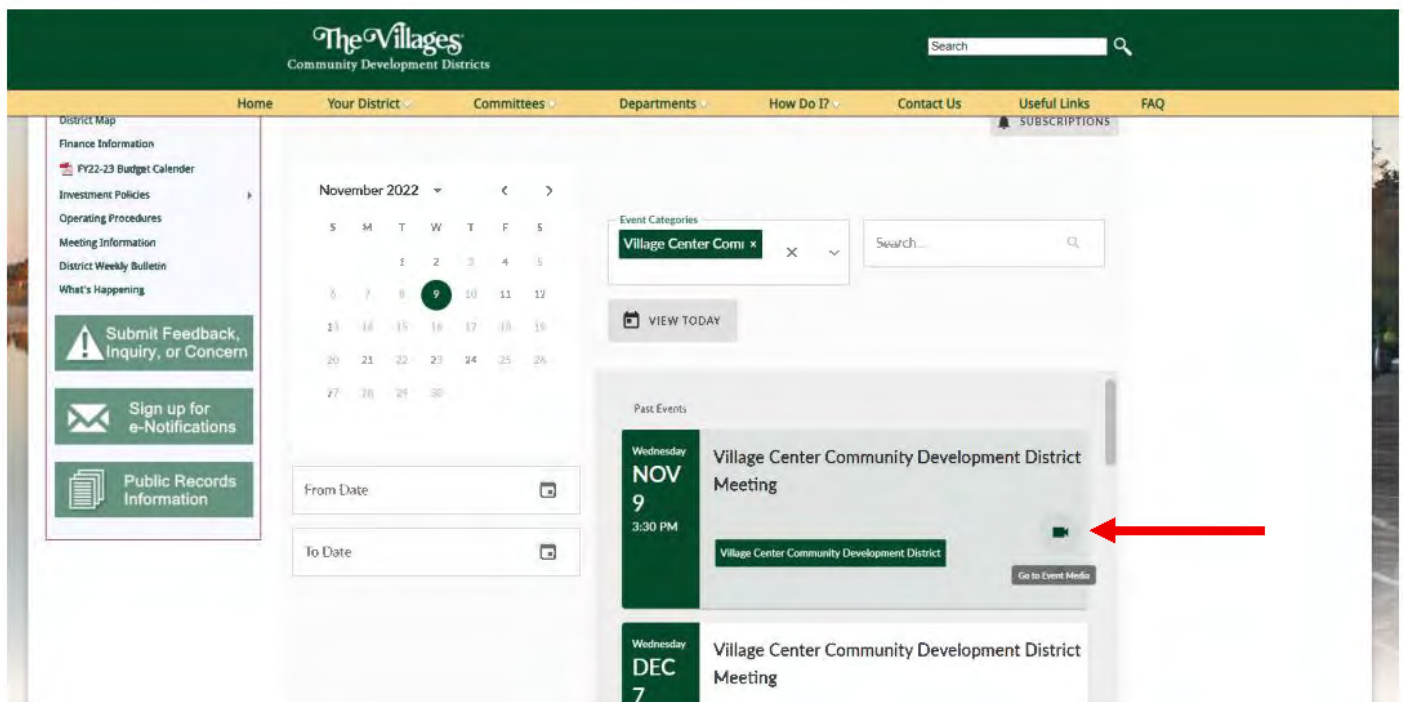 The Villages
Community Development Districts
Search
Home Your District Committees Departments How Do I? Contact Us Useful Links FAQ
District Map
Finance Information
FY22-23 Budget Calender
Investment Policies
Operating Procedures
Meeting Information
District Weekly Bulletin
What's Happening
Submit Feedback,
Inquiry, or Concern
Sign up for
e-Notifications
Public Records
Information
SUBSCRIPTIONS
November 2022
S M T W T F S
1 2 3 4 5
6 7 8 9 10 11 12
13 14 15 16 17 18 19
20 21 22 23 24 25 26
27 28 29 30
From Date
To Date
Event Categories
Village Center Com ×
Search...
VIEW TODAY
Past Events
Wednesday
NOV
9
3:30 PM
Village Center Community Development District
Meeting
Village Center Community Development District
Go to Event Media
Wednesday
DEC
7
Village Center Community Development District
Meeting